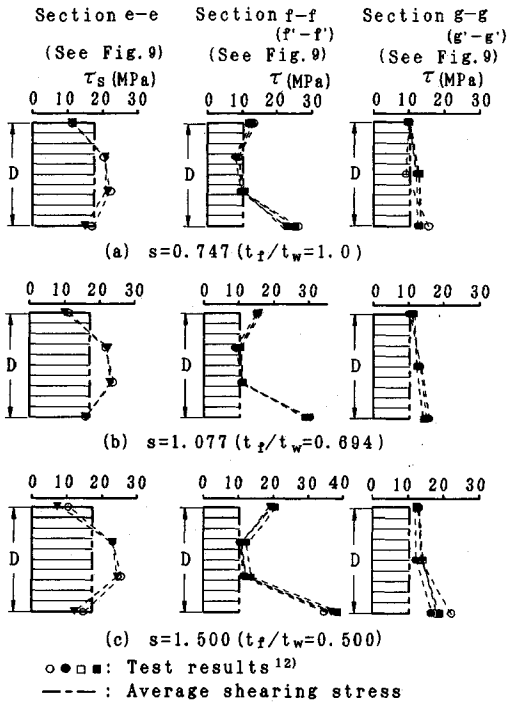 Section e-e Section f-f Section g-g
(f'-f') (g'-g')
(See Fig. 9) (See Fig. 9) (See Fig. 9)
τs(MPa) τ(MPa) τ(MPa)
0 10 20 30 0 10 20 30 0 10 20 30
D D D
(a) s=0.747(tf/tw=1.0)
0 10 20 30 0 10 20 30 0 10 20 30
D D D
(b) s=1.077(tf/tw=0.694)
0 10 20 30 0 10 20 30 40 0 10 20 30
D D D
(c) s=1.500(tf/tw=0.500)
○●□■: Test results 12)
: Average shearing stress